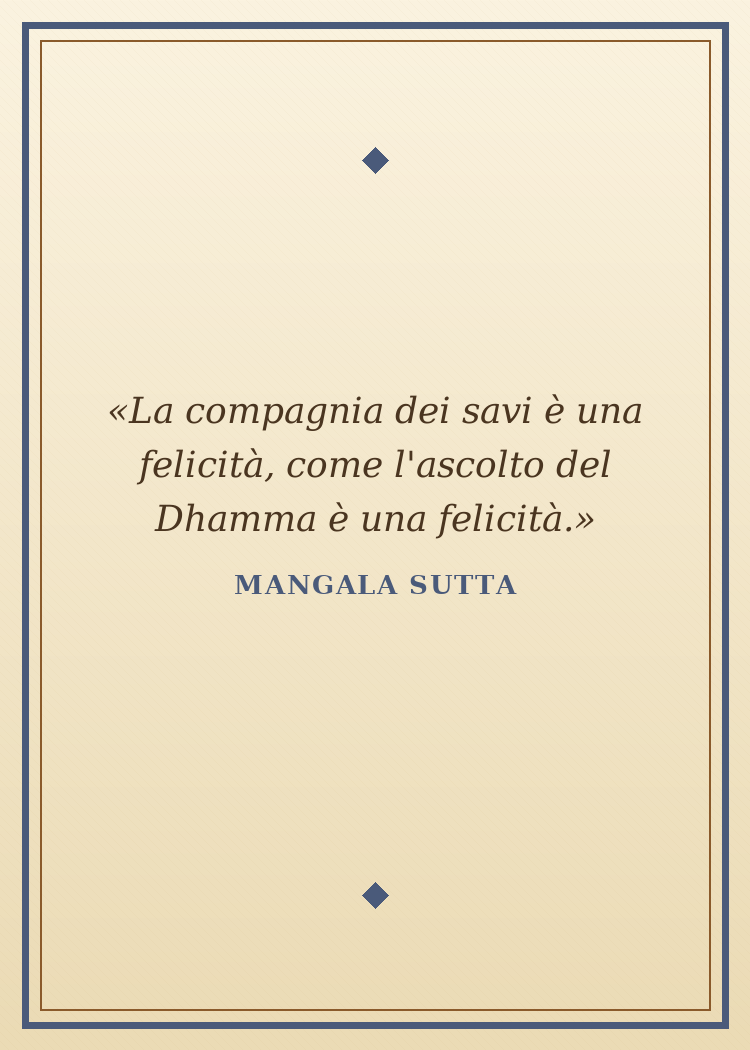 «La compagnia dei savi è una
felicità, come l'ascolto del
Dhamma è una felicità.»
MANGALA SUTTA